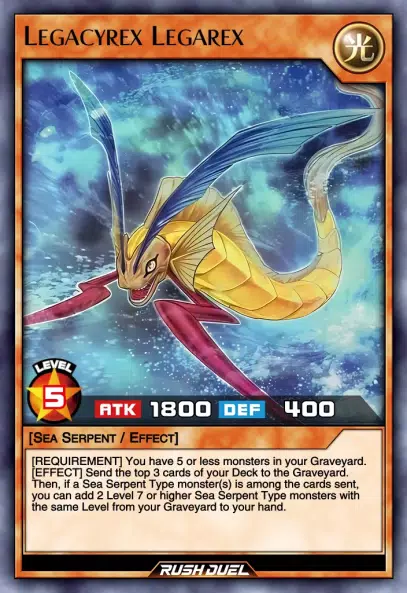 LEGACYREX LEGAREX
光
LEVEL
5
ATK 1800 DEF 400
[SEA SERPENT / EFFECT]
[REQUIREMENT] You have 5 or less monsters in your Graveyard.
[EFFECT] Send the top 3 cards of your Deck to the Graveyard.
Then, if a Sea Serpent Type monster(s) is among the cards sent,
you can add 2 Level 7 or higher Sea Serpent Type monsters with
the same Level from your Graveyard to your hand.
RUSH DUEL